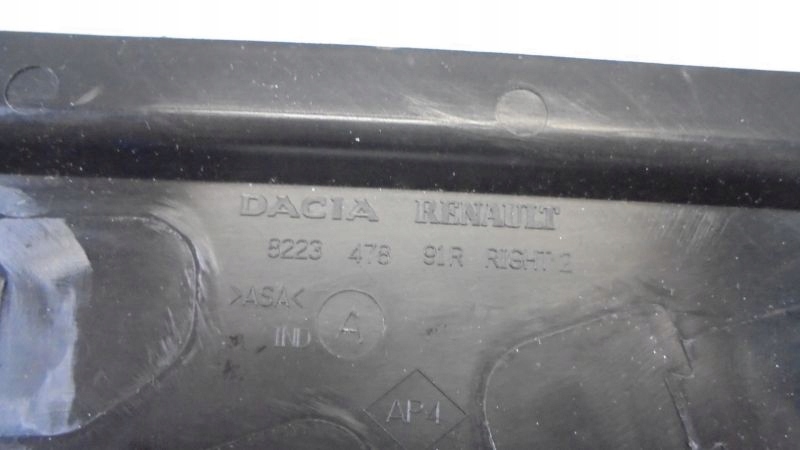 DACIA RENAULT
8223 478 91R RIGHT 2
>ASA<
IND A
AP4